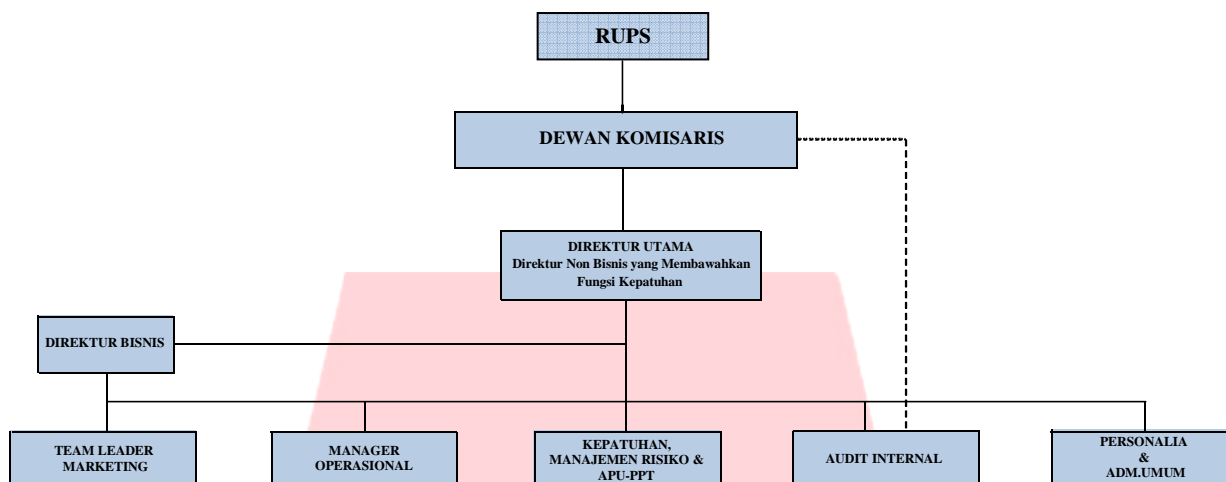 RUPS
DEWAN KOMISARIS
DIREKTUR UTAMA
Direktur Non Bisnis yang Membawahkan
Fungsi Kepatuhan
DIREKTUR BISNIS
TEAM LEADER
MARKETING
MANAGER
OPERASIONAL
KEPATUHAN,
MANAJEMEN RISIKO &
APU-PPT
AUDIT INTERNAL
PERSONALIA
&
ADM.UMUM